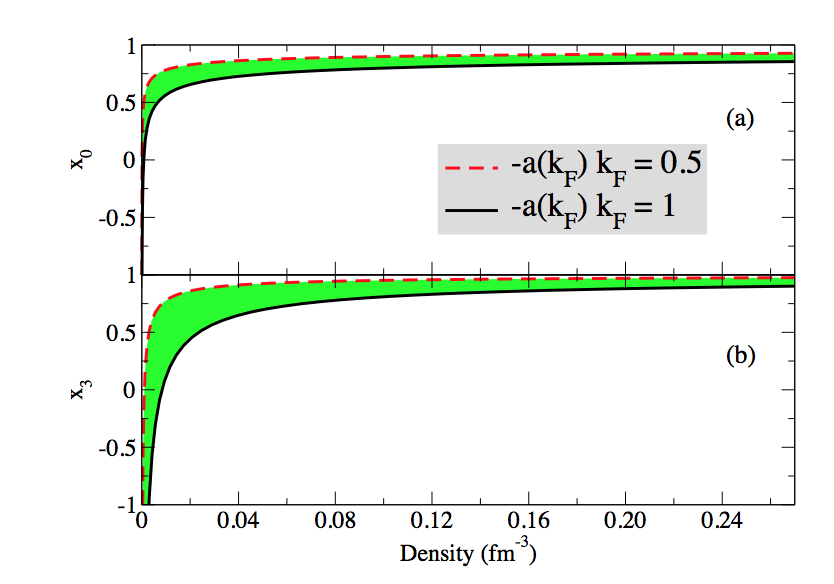 1
0.5
0
-0.5
x0
(a)
-a(kF) kF = 0.5
-a(kF) kF = 1
1
0.5
0
-0.5
-1
x3
(b)
0 0.04 0.08 0.12 0.16 0.20 0.24
Density (fm-3)